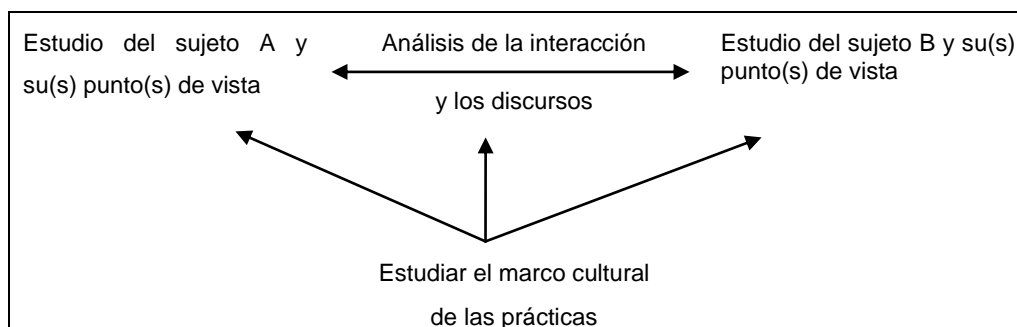 Estudio del sujeto A y
su(s) punto(s) de vista
Análisis de la interacción
y los discursos
Estudio del sujeto B y su(s)
punto(s) de vista
Estudiar el marco cultural
de las prácticas